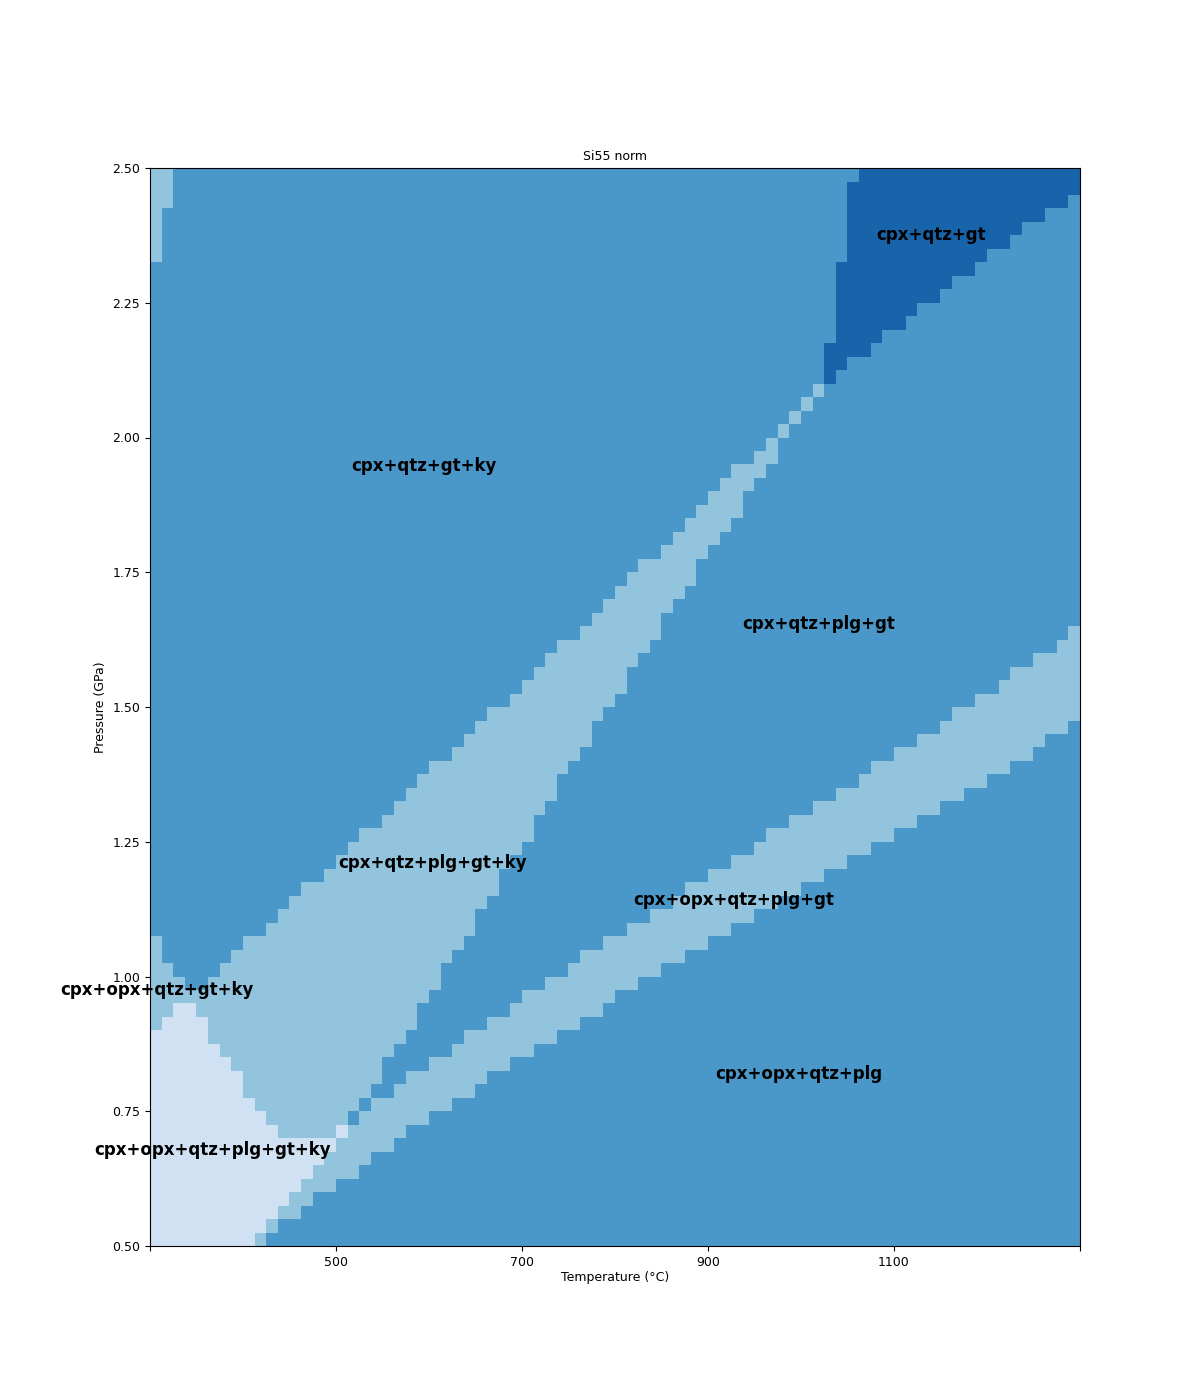 Si55 norm
2.50
cpx+qtz+gt
2.25
2.00
cpx+qtz+gt+ky
1.75
cpx+qtz+plg+gt
Pressure (GPa)
1.50
1.25
cpx+qtz+plg+gt+ky
cpx+opx+qtz+plg+gt
1.00
cpx+opx+qtz+gt+ky
cpx+opx+qtz+plg
0.75
cpx+opx+qtz+plg+gt+ky
0.50
500 700 900 1100
Temperature (°C)